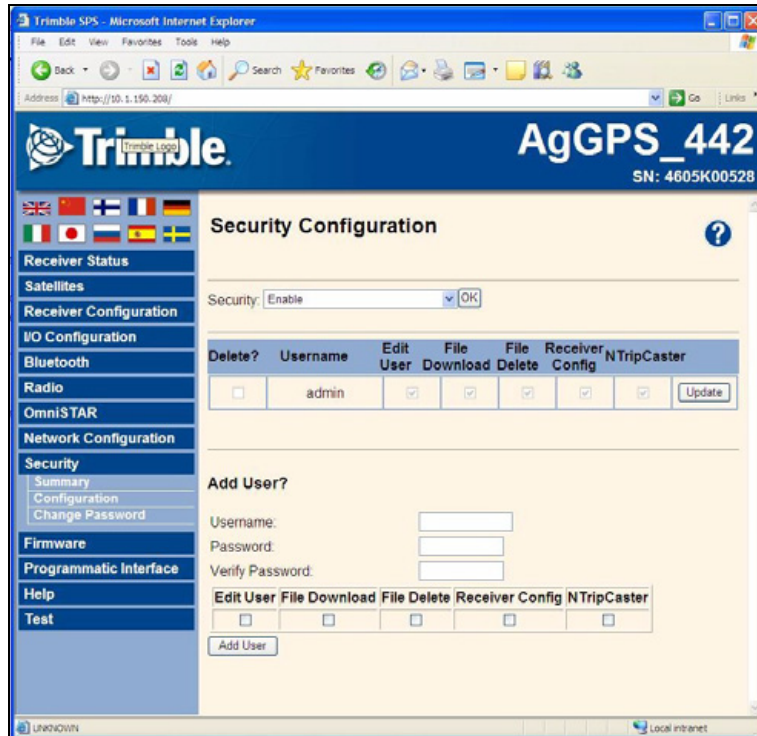 Trimble SPS - Microsoft Internet Explorer
File Edit View Favorites Tools Help
Back Search Favorites
Address http://10.1.150.208/ Go Links
Trimble.
Trimble Logo
AgGPS_442
SN: 4605K00528
Receiver Status
Satellites
Receiver Configuration
I/O Configuration
Bluetooth
Radio
OmniSTAR
Network Configuration
Security
Summary
Configuration
Change Password
Firmware
Programmatic Interface
Help
Test
Security Configuration
?
Security: Enable OK
Delete? Username Edit User File Download File Delete Receiver Config NTripCaster
admin Update
Add User?
Username:
Password:
Verify Password:
Edit User File Download File Delete Receiver Config NTripCaster
Add User
UNKNOWN Local intranet